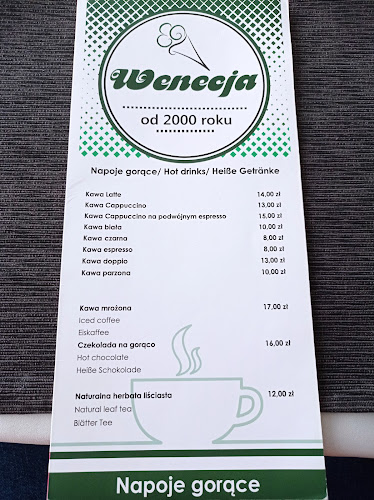 Wenecja
od 2000 roku
Napoje gorące/ Hot drinks/ Heiße Getränke
Kawa Latte 14,00 zł
Kawa Cappuccino 13,00 zł
Kawa Cappuccino na podwójnym espresso 15,00 zł
Kawa biała 10,00 zł
Kawa czarna 8,00 zł
Kawa espresso 8,00 zł
Kawa doppio 13,00 zł
Kawa parzona 10,00 zł
Kawa mrożona 17,00 zł
Iced coffee
Eiskaffee
Czekolada na gorąco 16,00 zł
Hot chocolate
Heiße Schokolade
Naturalna herbata liściasta 12,00 zł
Natural leaf tea
Blätter Tee
Napoje gorące